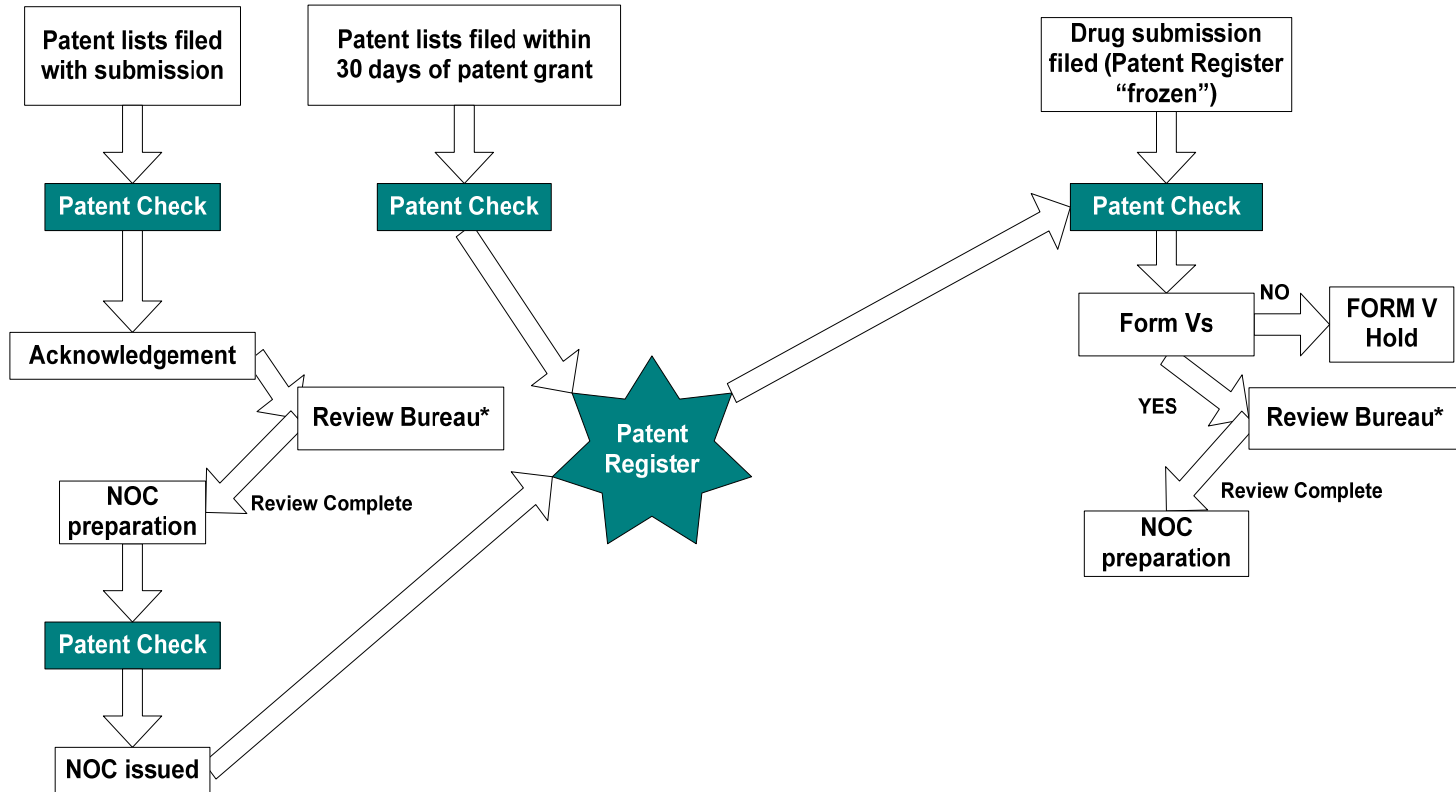 Patent lists filed
with submission
Patent Check
Acknowledgement
Review Bureau*
Review Complete
NOC
preparation
Patent Check
NOC issued
Patent lists filed within
30 days of patent grant
Patent Check
Patent
Register
Drug submission
filed (Patent Register
“frozen”)
Patent Check
Form Vs
NO
FORM V
Hold
YES
Review Bureau*
Review Complete
NOC
preparation